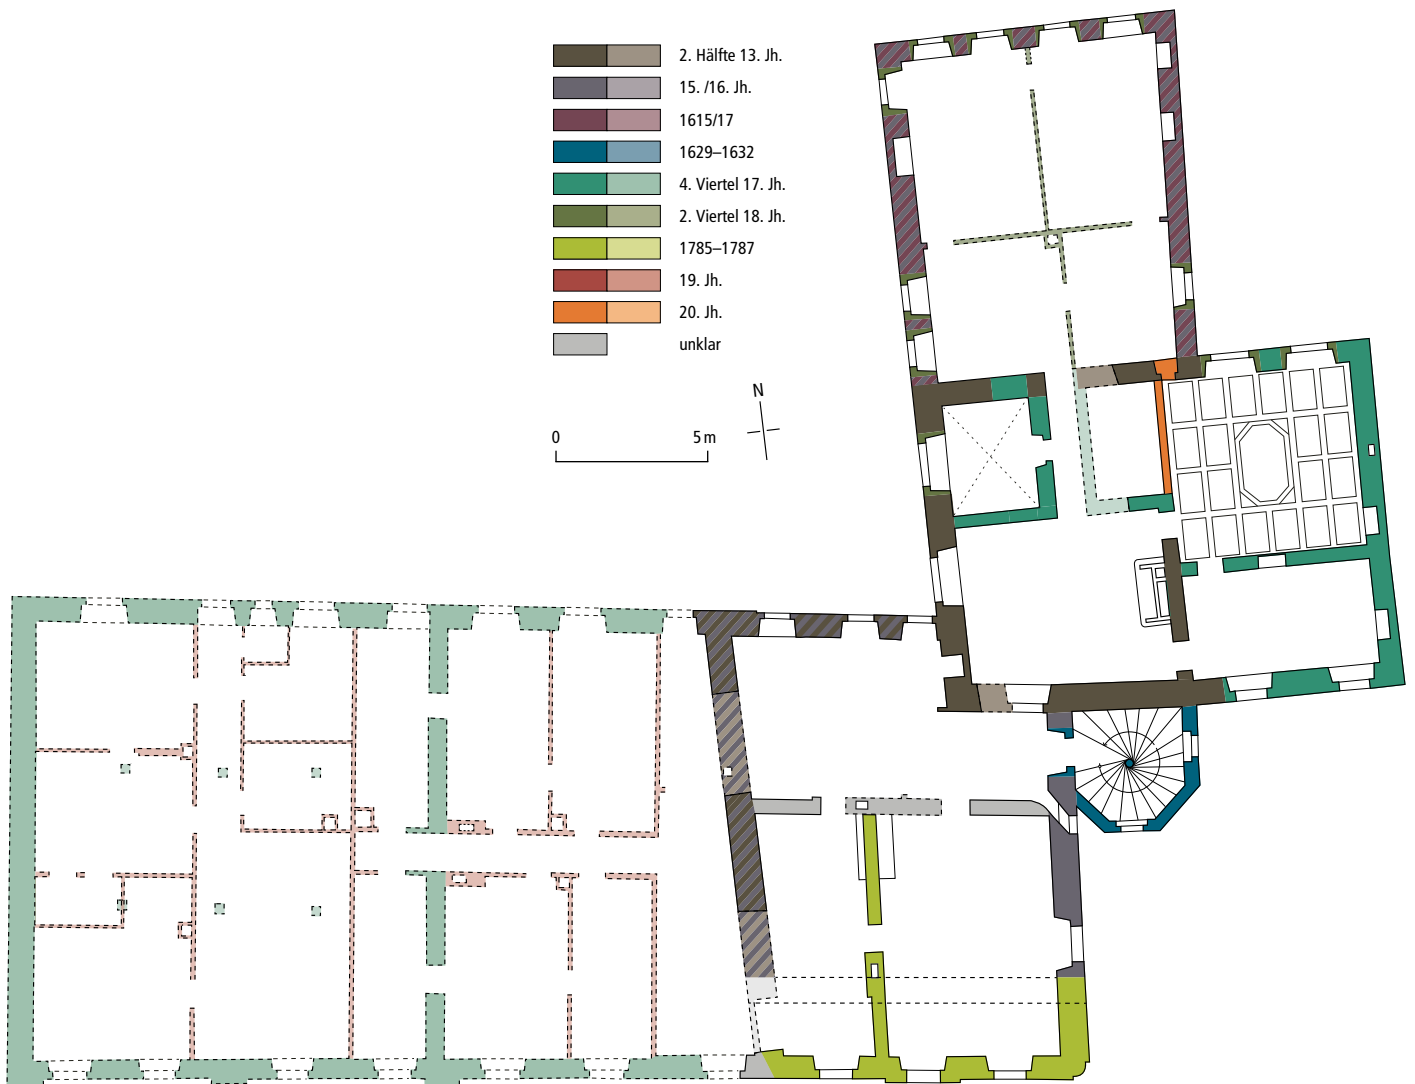 2. Hälfte 13. Jh.
15. /16. Jh.
1615/17
1629–1632
4. Viertel 17. Jh.
2. Viertel 18. Jh.
1785–1787
19. Jh.
20. Jh.
unklar
N
0 5 m